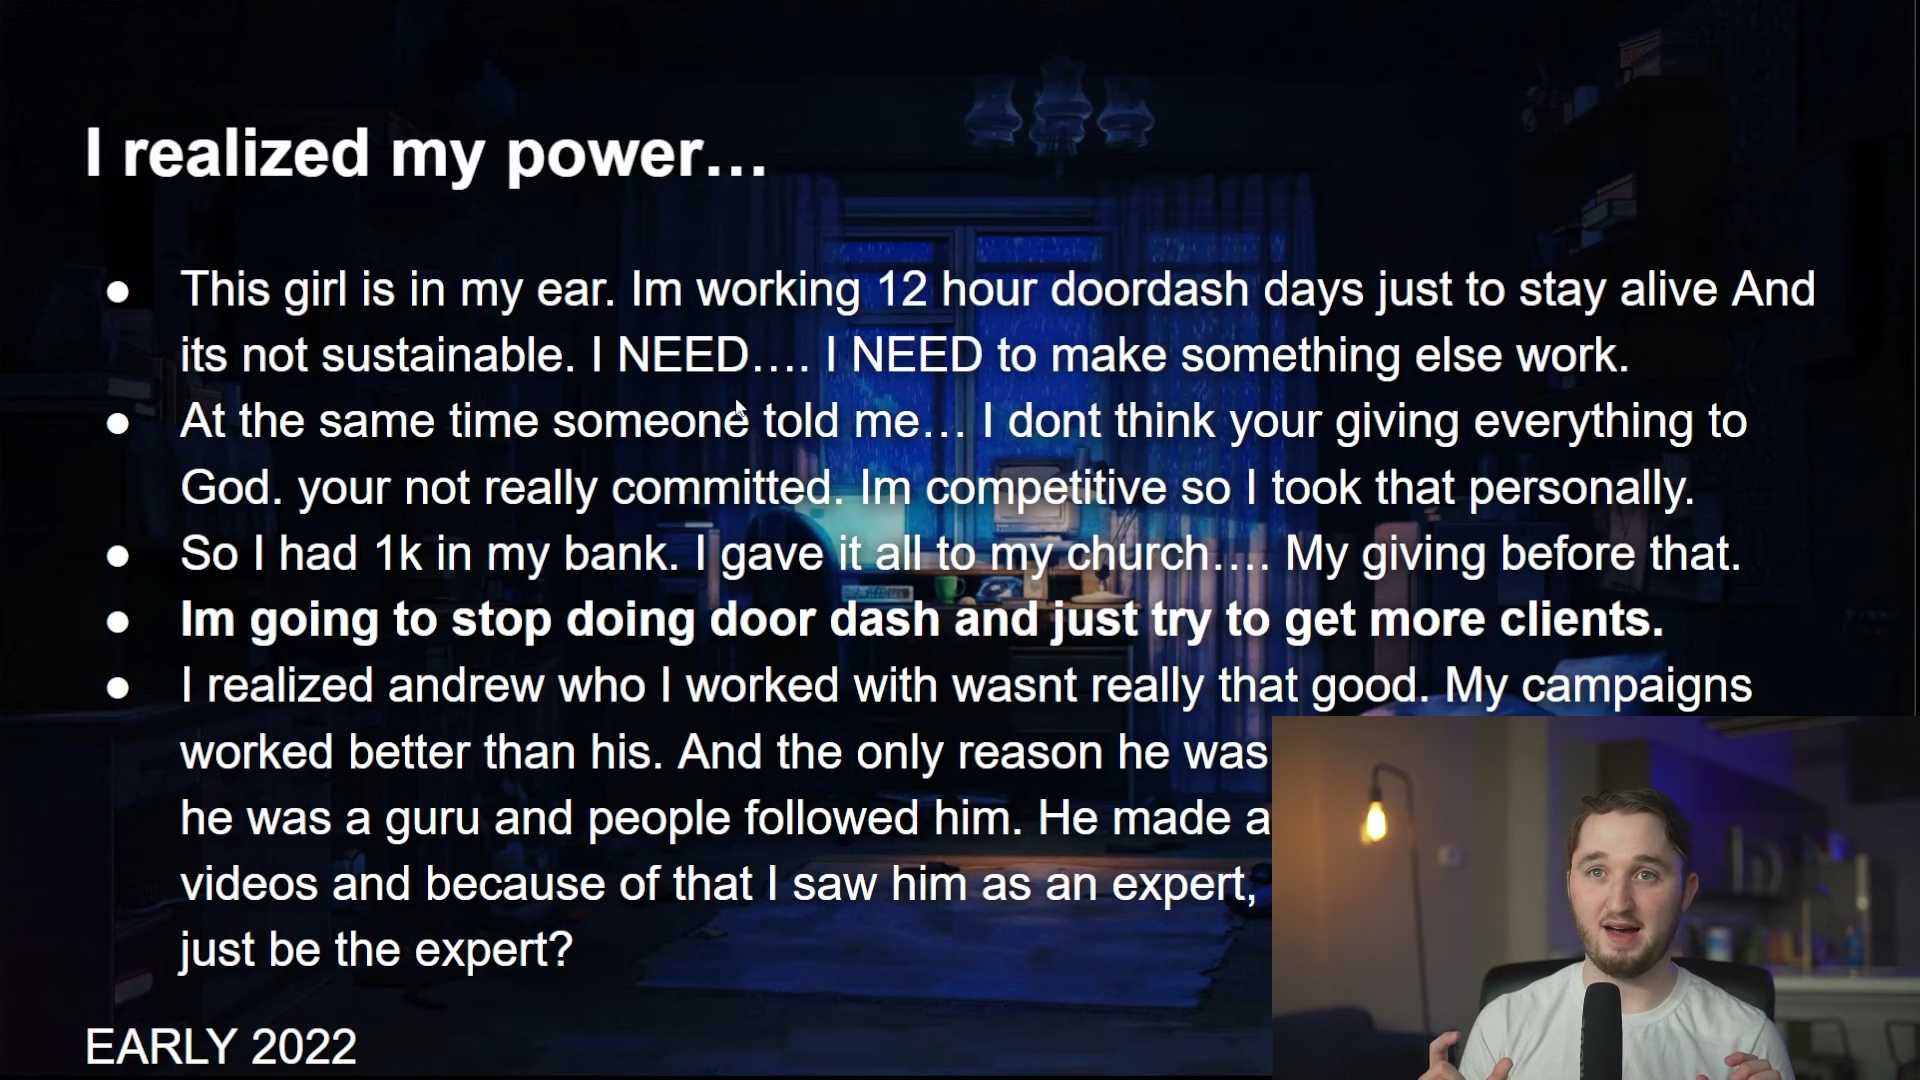 I realized my power…
● This girl is in my ear. Im working 12 hour doordash days just to stay alive And
its not sustainable. I NEED…. I NEED to make something else work.
● At the same time someone told me… I dont think your giving everything to
God. your not really committed. Im competitive so I took that personally.
● So I had 1k in my bank. I gave it all to my church…. My giving before that.
● Im going to stop doing door dash and just try to get more clients.
● I realized andrew who I worked with wasnt really that good. My campaigns
worked better than his. And the only reason he was
he was a guru and people followed him. He made a
videos and because of that I saw him as an expert,
just be the expert?
EARLY 2022